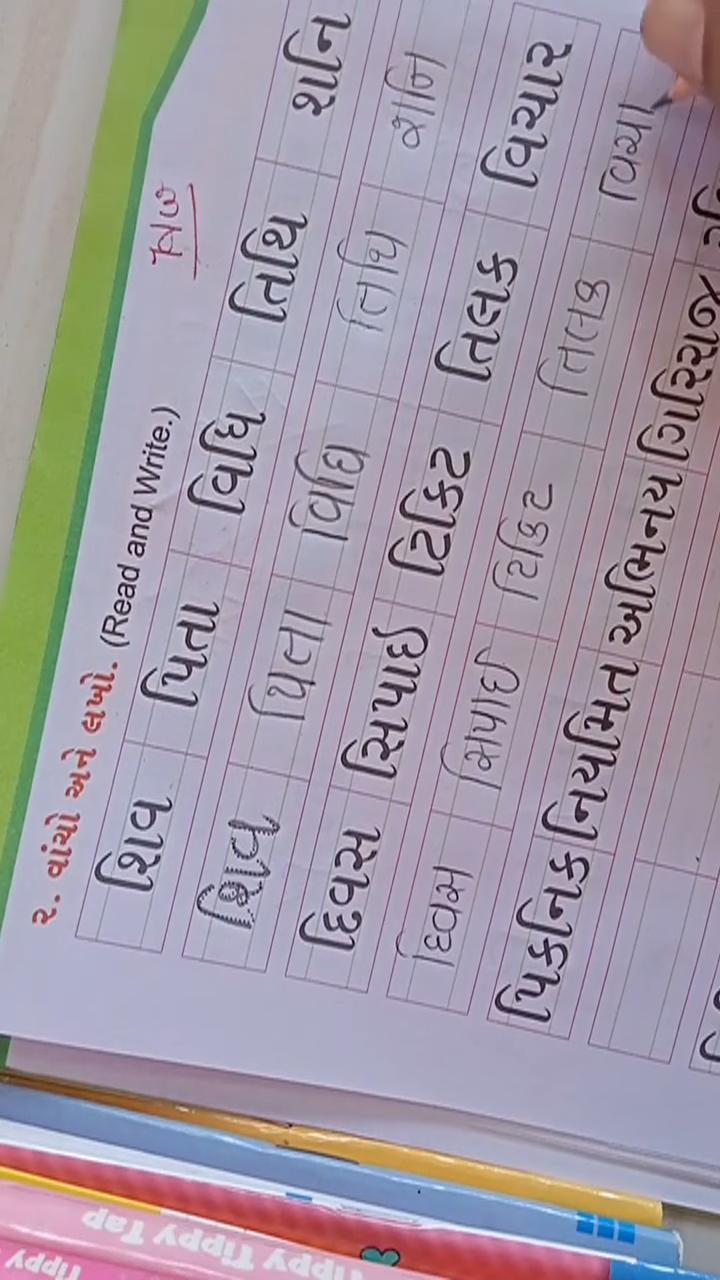 ૨. વાંચો અને લખો. (Read and Write.)
શિવ પિતા વિધિ તિથિ શનિ
શિવ પિતા વિધિ તિથિ શનિ
દિવસ સિપાઈ ટિકિટ તિલક વિચાર
દિવસ સિપાઈ ટિકિટ તિલક વિચા
પિકનિક નિયમિત અભિનય ગિરિરાજ
Tippy Tippy Tap
Tippy